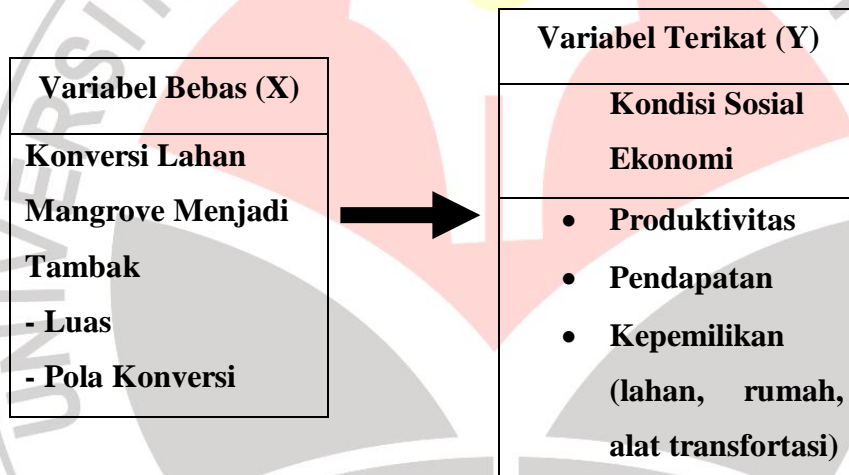 Variabel Bebas (X)
Konversi Lahan
Mangrove Menjadi
Tambak
- Luas
- Pola Konversi
Variabel Terikat (Y)
Kondisi Sosial
Ekonomi
• Produktivitas
• Pendapatan
• Kepemilikan
(lahan, rumah,
alat transfortasi)